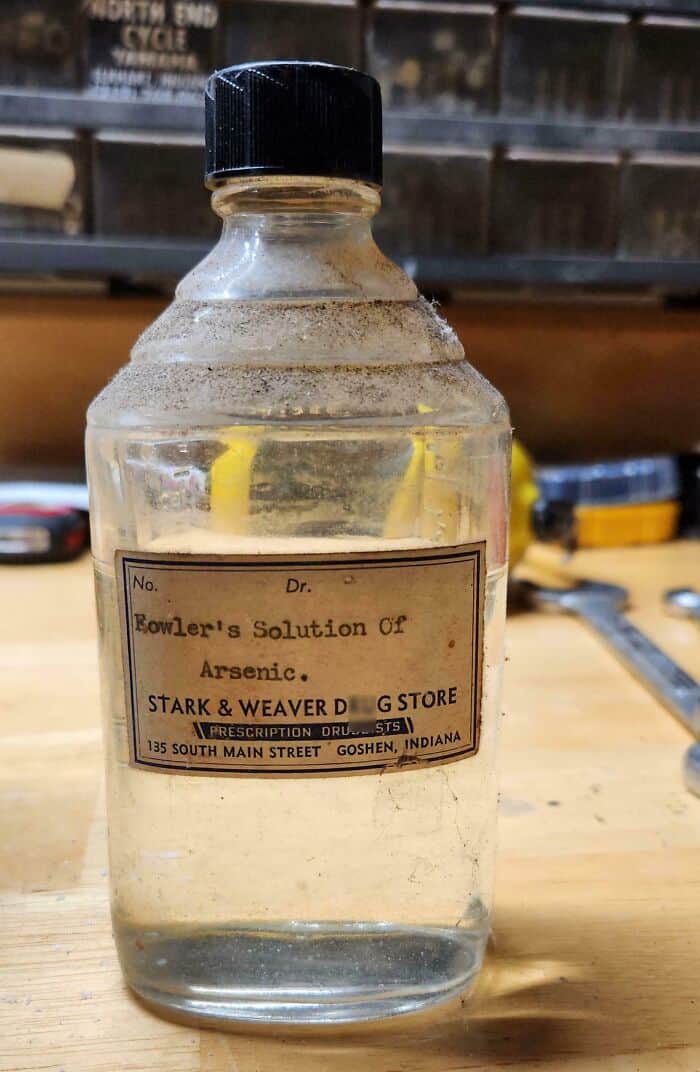 NORTH END
CYCLE
YAMAHA
No. Dr.
Fowler's Solution Of
Arsenic.
STARK & WEAVER STORE
PRESCRIPTION
135 SOUTH MAIN STREET GOSHEN, INDIANA